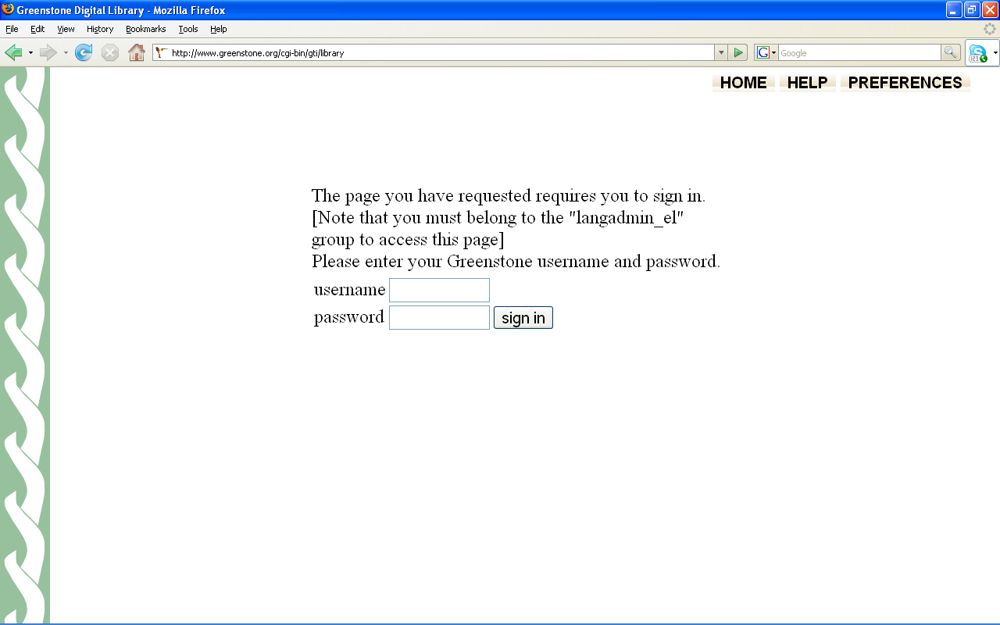 Greenstone Digital Library - Mozilla Firefox
File Edit View History Bookmarks Tools Help
http://www.greenstone.org/cgi-bin/gti/library
G Google
123
HOME HELP PREFERENCES
The page you have requested requires you to sign in.
[Note that you must belong to the "langadmin_el"
group to access this page]
Please enter your Greenstone username and password.
username
password sign in